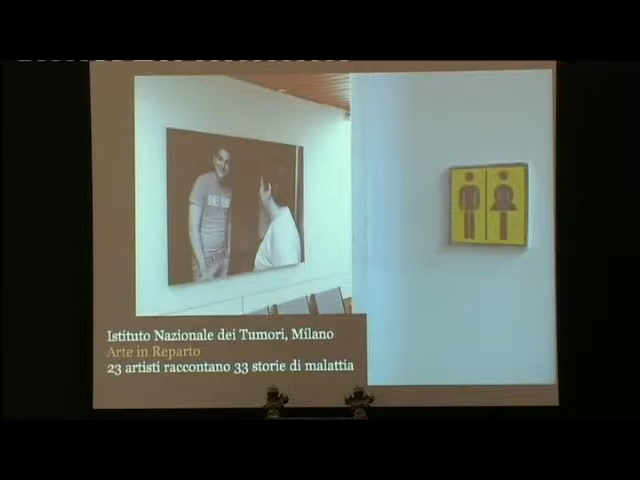 Istituto Nazionale dei Tumori, Milano
Arte in Reparto
23 artisti raccontano 33 storie di malattia